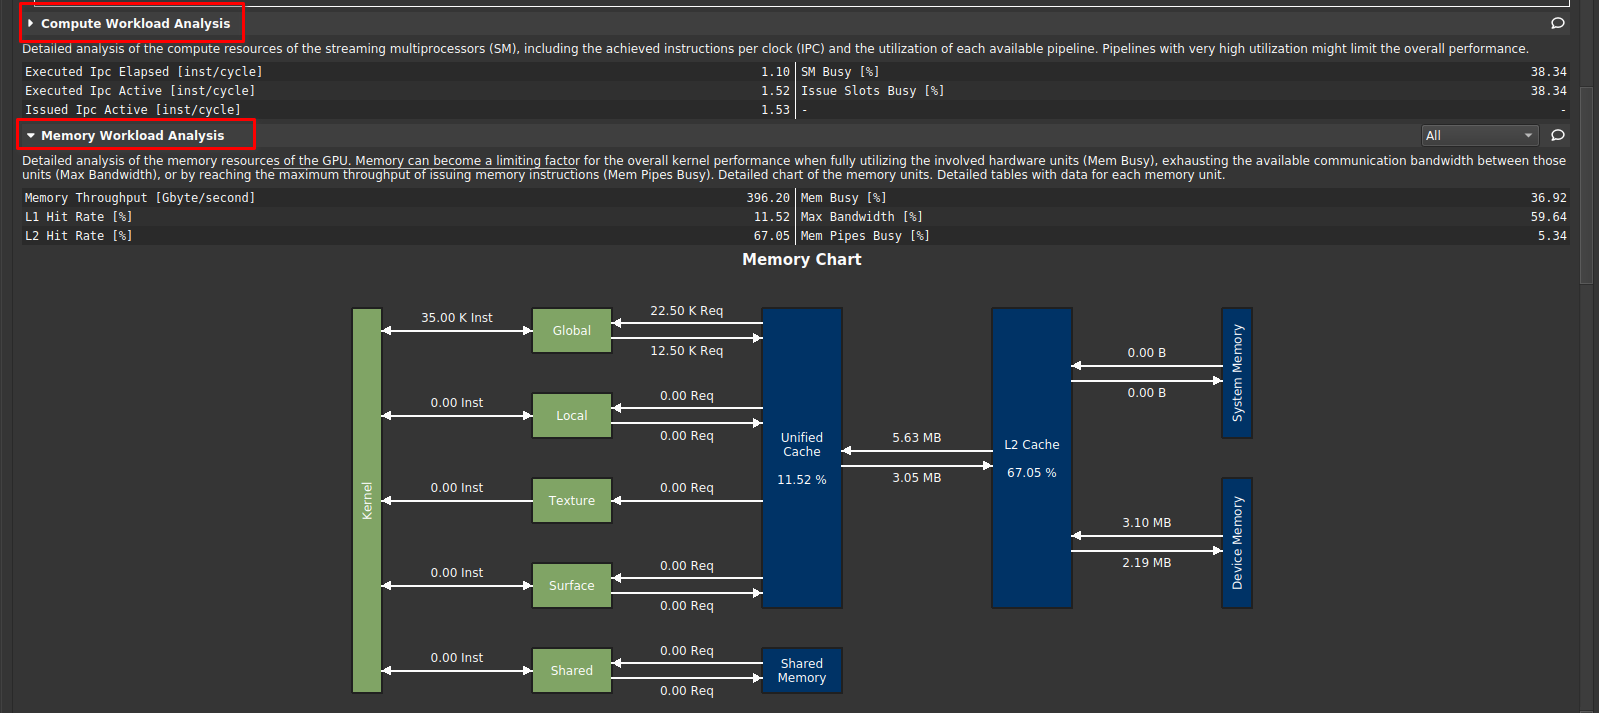 Compute Workload Analysis
Detailed analysis of the compute resources of the streaming multiprocessors (SM), including the achieved instructions per clock (IPC) and the utilization of each available pipeline. Pipelines with very high utilization might limit the overall performance.
Executed Ipc Elapsed [inst/cycle] 1.10 SM Busy [%] 38.34
Executed Ipc Active [inst/cycle] 1.52 Issue Slots Busy [%] 38.34
Issued Ipc Active [inst/cycle] 1.53 - -
Memory Workload Analysis All
Detailed analysis of the memory resources of the GPU. Memory can become a limiting factor for the overall kernel performance when fully utilizing the involved hardware units (Mem Busy), exhausting the available communication bandwidth between those
units (Max Bandwidth), or by reaching the maximum throughput of issuing memory instructions (Mem Pipes Busy). Detailed chart of the memory units. Detailed tables with data for each memory unit.
Memory Throughput [Gbyte/second] 396.20 Mem Busy [%] 36.92
L1 Hit Rate [%] 11.52 Max Bandwidth [%] 59.64
L2 Hit Rate [%] 67.05 Mem Pipes Busy [%] 5.34
Memory Chart
Kernel
35.00 K Inst
Global
22.50 K Req
12.50 K Req
0.00 Inst
Local
0.00 Req
0.00 Req
0.00 Inst
Texture
0.00 Req
0.00 Inst
Surface
0.00 Req
0.00 Req
0.00 Inst
Shared
0.00 Req
0.00 Req
Unified
Cache
11.52 %
Shared
Memory
5.63 MB
3.05 MB
L2 Cache
67.05 %
0.00 B
0.00 B
System Memory
3.10 MB
2.19 MB
Device Memory